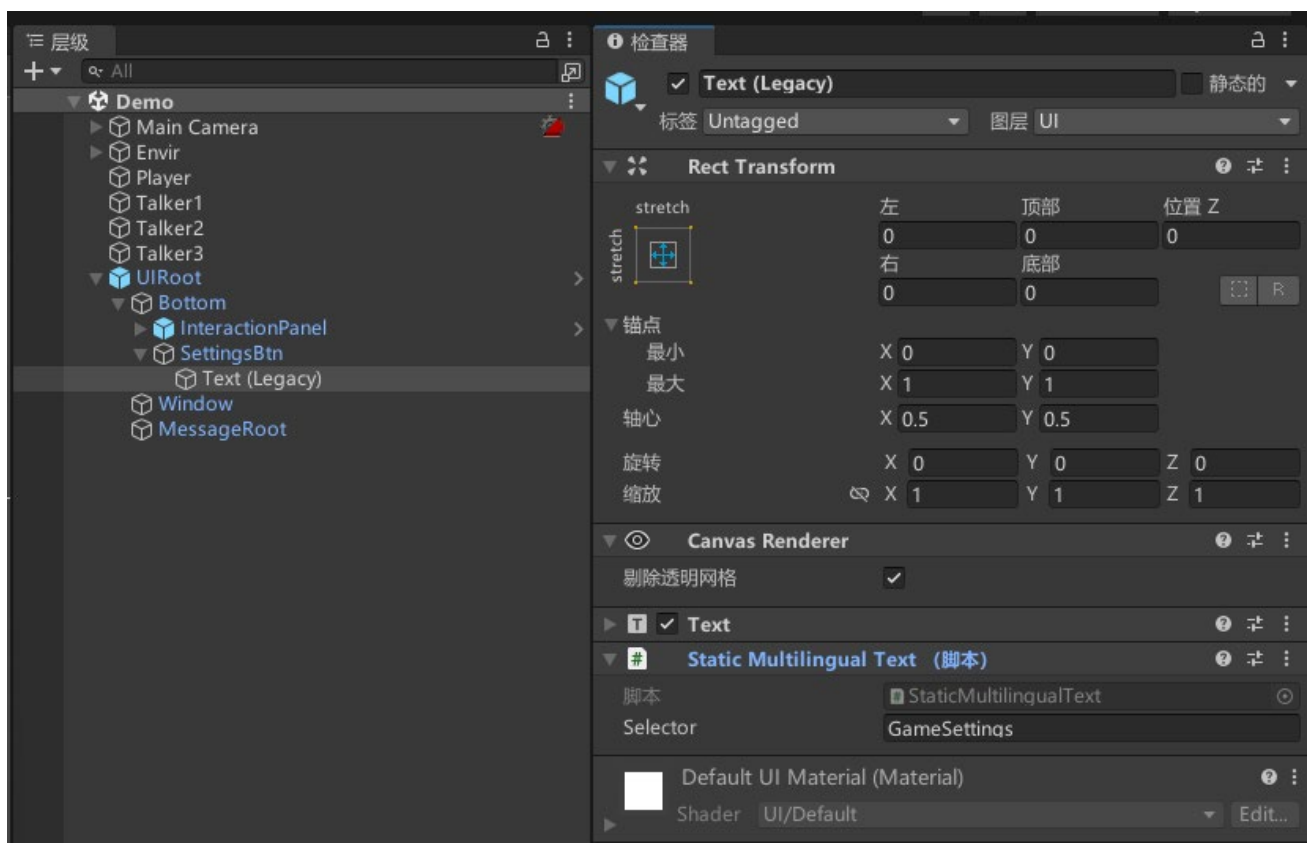 层级
All
Demo
Main Camera
Envir
Player
Talker1
Talker2
Talker3
UIRoot
Bottom
InteractionPanel
SettingsBtn
Text (Legacy)
Window
MessageRoot
检查器
Text (Legacy) 静态的
标签 Untagged 图层 UI
Rect Transform
stretch 左 顶部 位置 Z
stretch
0 0 0
右 底部
0 0 R
锚点
最小 X 0 Y 0
最大 X 1 Y 1
轴心 X 0.5 Y 0.5
旋转 X 0 Y 0 Z 0
缩放 X 1 Y 1 Z 1
Canvas Renderer
剔除透明网格
T Text
# Static Multilingual Text (脚本)
脚本 # StaticMultilingualText
Selector GameSettings
Default UI Material (Material)
Shader UI/Default Edit...